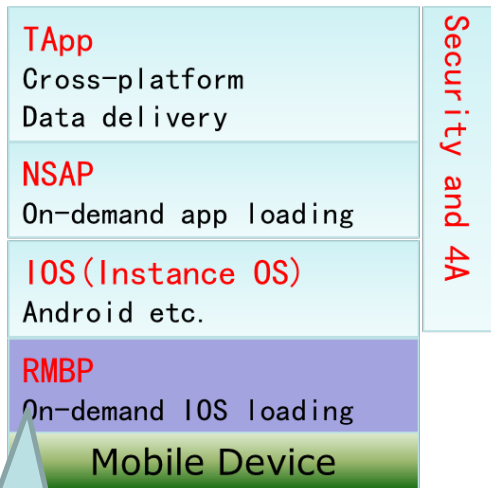 TApp
Cross-platform
Data delivery
NSAP
On-demand app loading
IOS(Instance OS)
Android etc.
RMBP
On-demand IOS loading
Mobile Device
Security and 4A